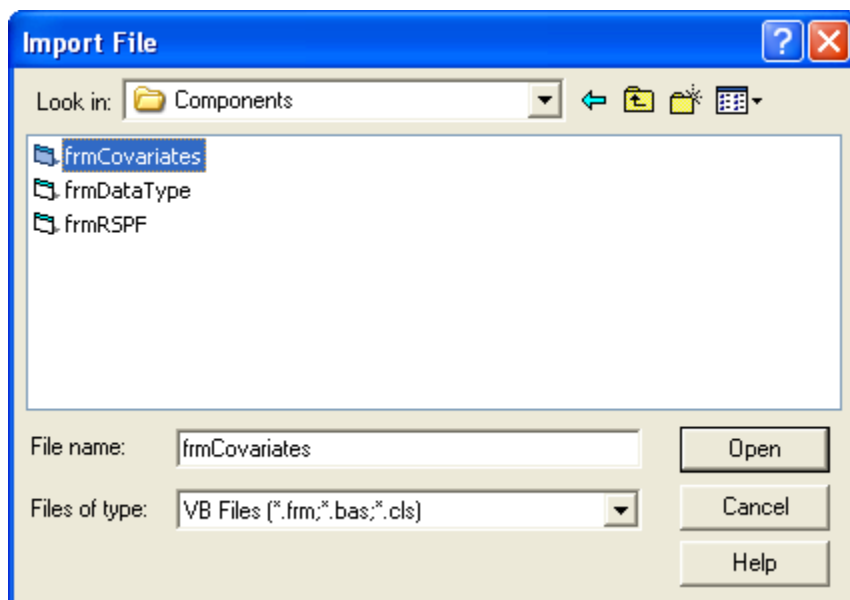 Import File
Look in: Components
frmCovariates
frmDataType
frmRSPF
File name: frmCovariates Open
Files of type: VB Files (*.frm;*.bas;*.cls) Cancel
Help